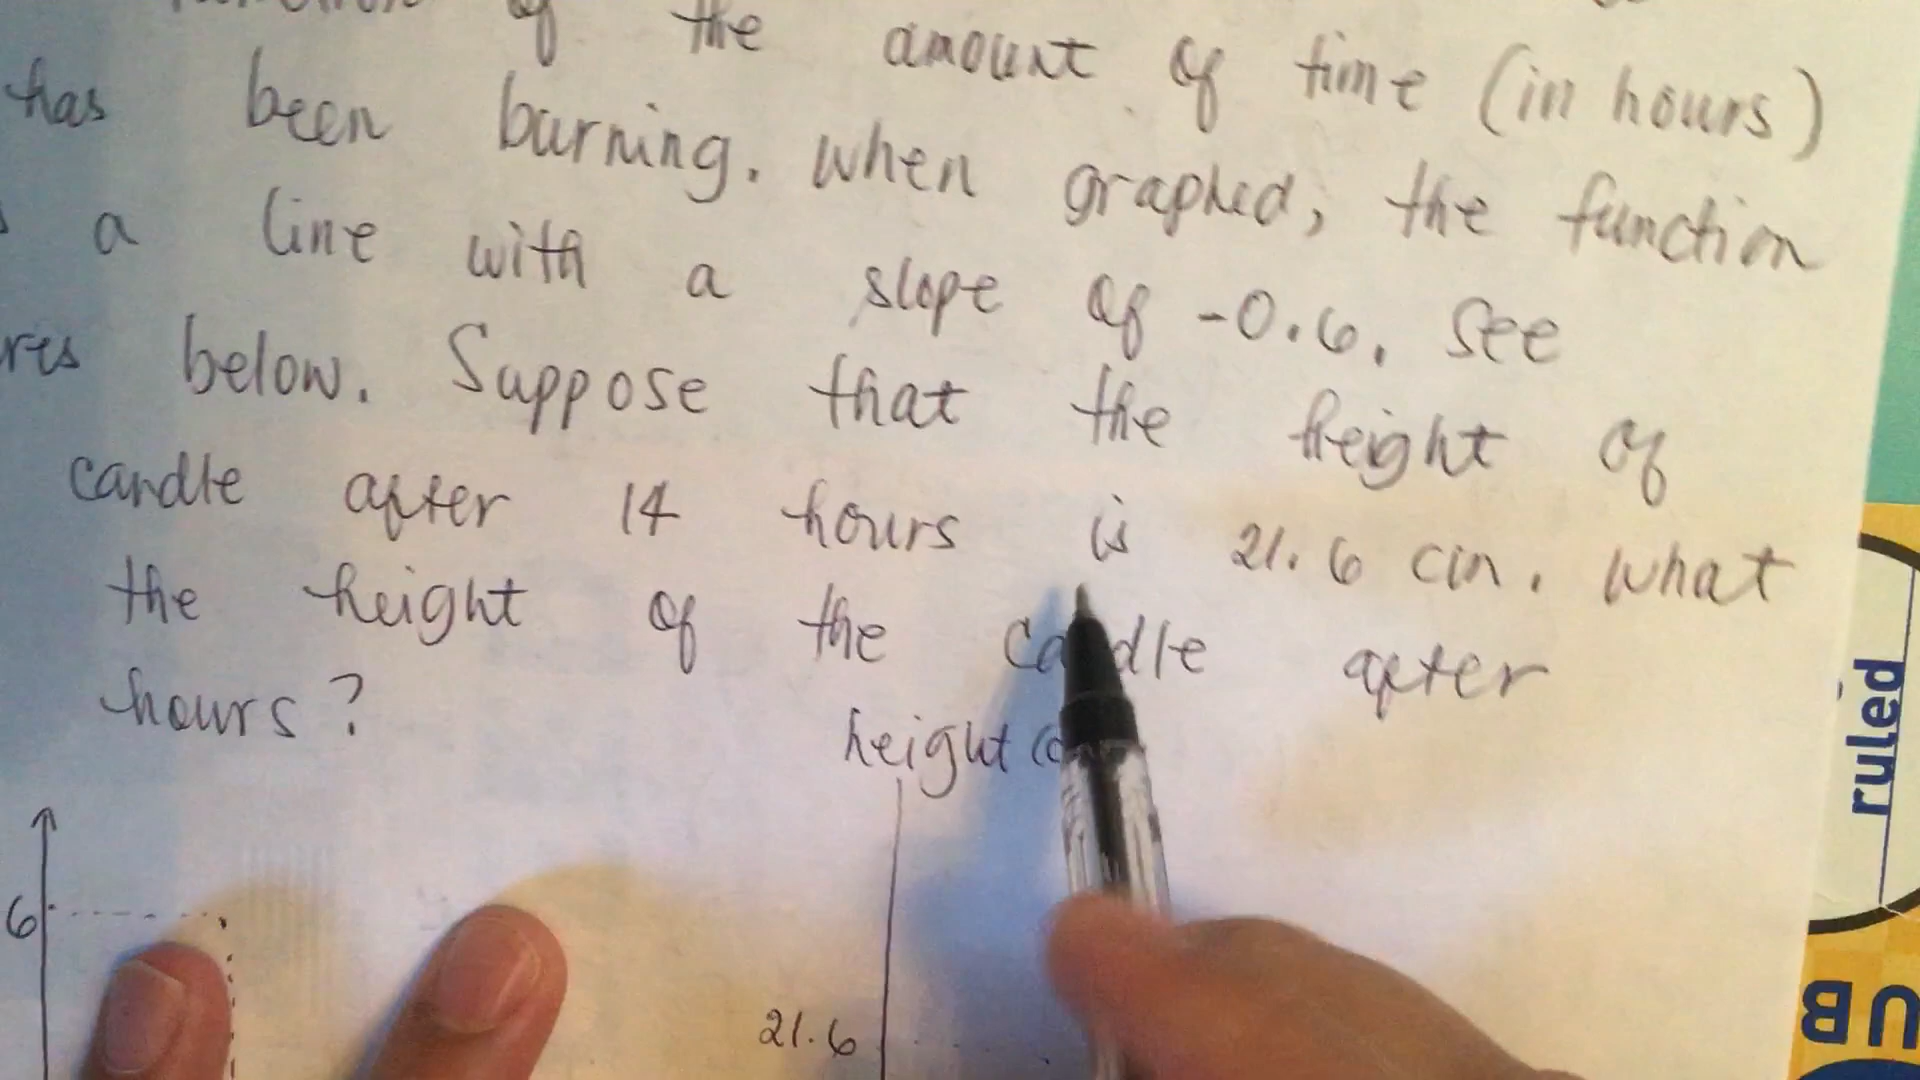 of the amount of time (in hours)
has been burning. When graphed, the function
a line with a slope of -0.6. See
below. Suppose that the height of
candle after 14 hours is 21.6 cm. What
the height of the candle after
hours?
height
6
21.6
ruled